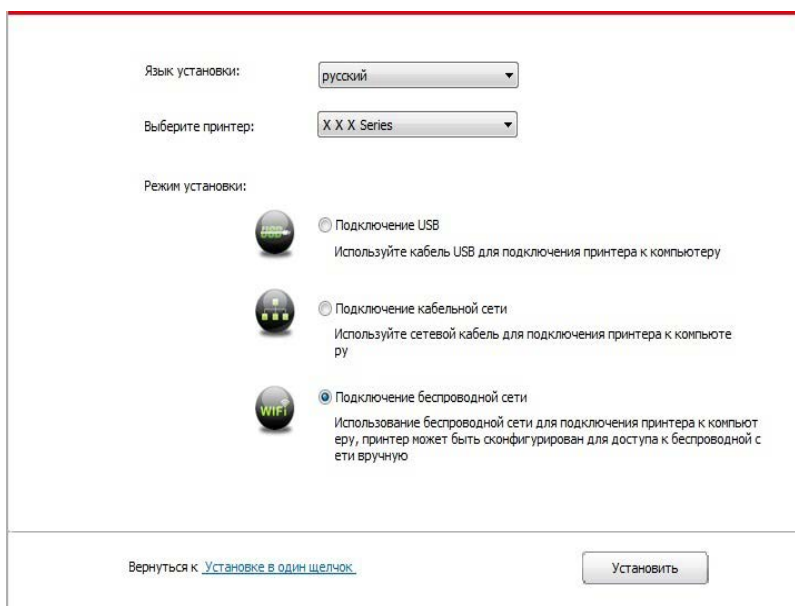 Язык установки: русский
Выберите принтер: X X X Series
Режим установки:
USB
Подключение USB
Используйте кабель USB для подключения принтера к компьютеру
Подключение кабельной сети
Используйте сетевой кабель для подключения принтера к компьюте
ру
WiFi
Подключение беспроводной сети
Использование беспроводной сети для подключения принтера к компьют
еру, принтер может быть сконфигурирован для доступа к беспроводной с
ети вручную
Вернуться к Установке в один щелчок
Установить